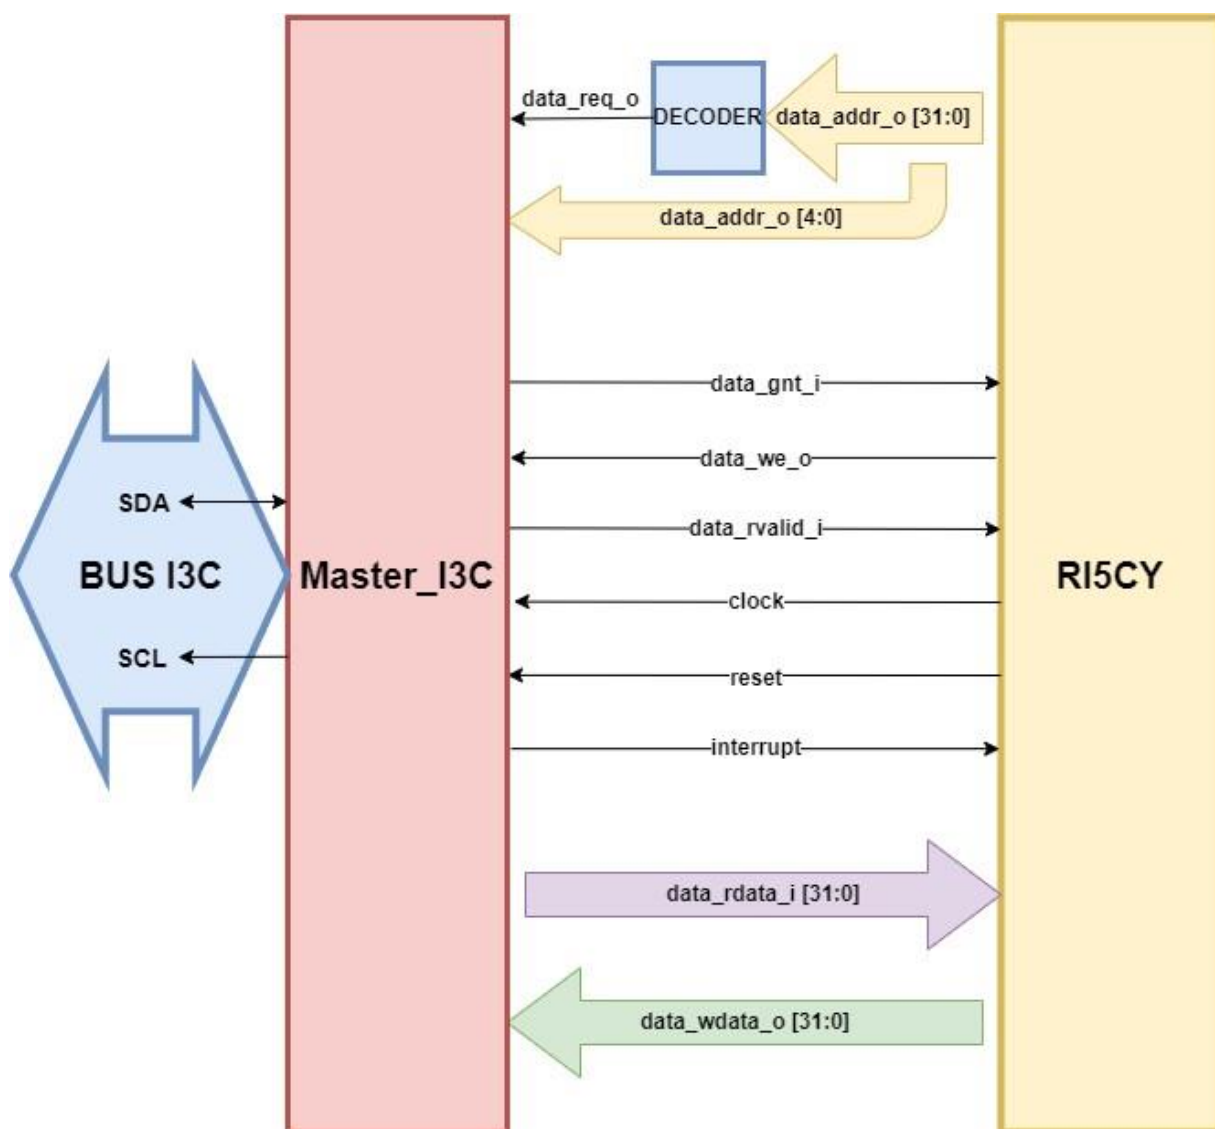 data_req_o
DECODER
data_addr_o [31:0]
data_addr_o [4:0]
data_gnt_i
data_we_o
SDA
data_rvalid_i
BUS I3C
Master_I3C
RI5CY
clock
SCL
reset
interrupt
data_rdata_i [31:0]
data_wdata_o [31:0]